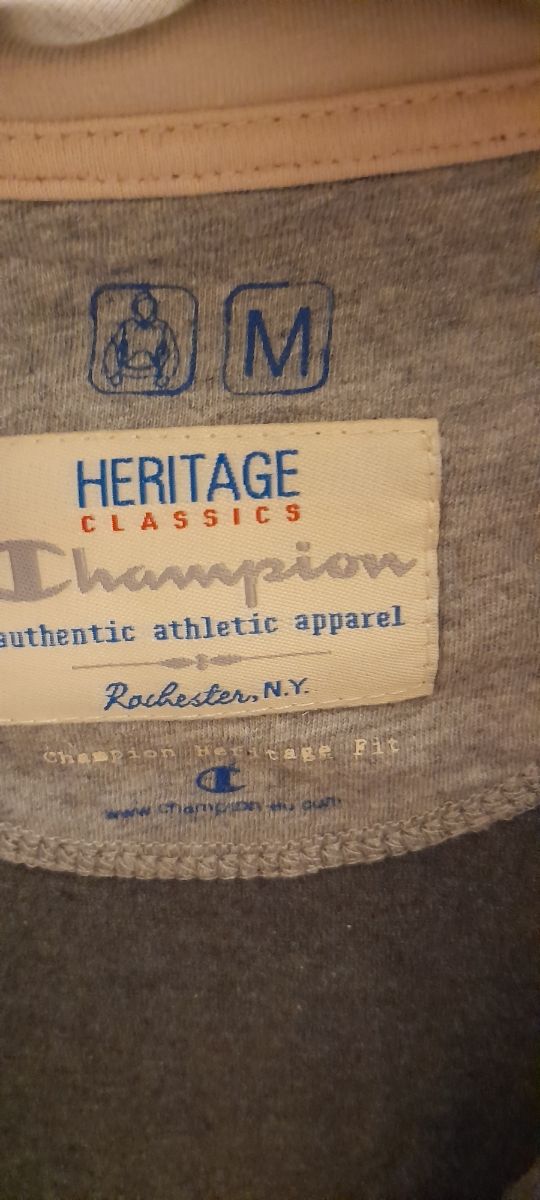 M
HERITAGE
CLASSICS
Champion
authentic athletic apparel
Rochester, N.Y.
Champion Heritage Fit
www.champion-eu.com